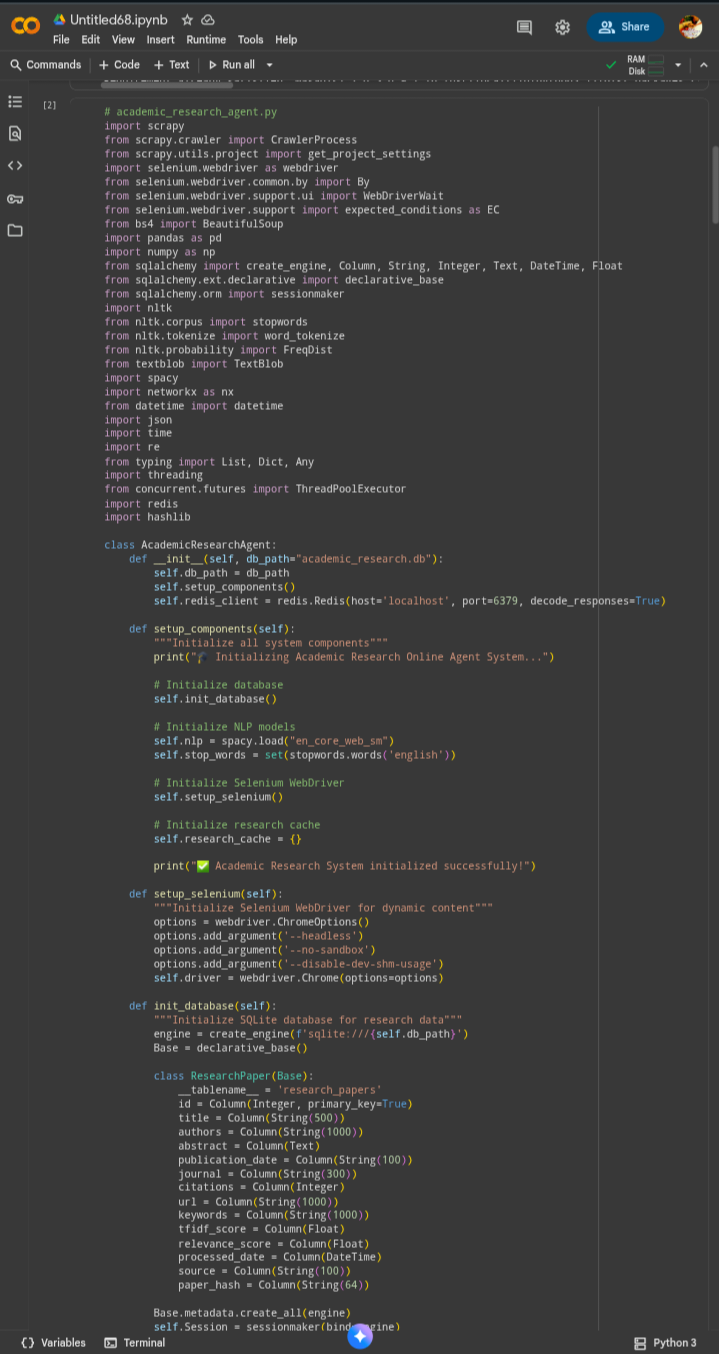 Untitled68.ipynb
File Edit View Insert Runtime Tools Help
Share
Commands + Code + Text Run all
RAM
Disk
[2]
# academic_research_agent.py
import scrapy
from scrapy.crawler import CrawlerProcess
from scrapy.utils.project import get_project_settings
import selenium.webdriver as webdriver
from selenium.webdriver.common.by import By
from selenium.webdriver.support.ui import WebDriverWait
from selenium.webdriver.support import expected_conditions as EC
from bs4 import BeautifulSoup
import pandas as pd
import numpy as np
from sqlalchemy import create_engine, Column, String, Integer, Text, DateTime, Float
from sqlalchemy.ext.declarative import declarative_base
from sqlalchemy.orm import sessionmaker
import nltk
from nltk.corpus import stopwords
from nltk.tokenize import word_tokenize
from nltk.probability import FreqDist
from textblob import TextBlob
import spacy
import networkx as nx
from datetime import datetime
import json
import time
import re
from typing import List, Dict, Any
import threading
from concurrent.futures import ThreadPoolExecutor
import redis
import hashlib
class AcademicResearchAgent:
def __init__(self, db_path="academic_research.db"):
self.db_path = db_path
self.setup_components()
self.redis_client = redis.Redis(host='localhost', port=6379, decode_responses=True)
def setup_components(self):
"""Initialize all system components"""
print("🎓 Initializing Academic Research Online Agent System...")
# Initialize database
self.init_database()
# Initialize NLP models
self.nlp = spacy.load("en_core_web_sm")
self.stop_words = set(stopwords.words('english'))
# Initialize Selenium WebDriver
self.setup_selenium()
# Initialize research cache
self.research_cache = {}
print("✅ Academic Research System initialized successfully!")
def setup_selenium(self):
"""Initialize Selenium WebDriver for dynamic content"""
options = webdriver.ChromeOptions()
options.add_argument('--headless')
options.add_argument('--no-sandbox')
options.add_argument('--disable-dev-shm-usage')
self.driver = webdriver.Chrome(options=options)
def init_database(self):
"""Initialize SQLite database for research data"""
engine = create_engine(f'sqlite:///{self.db_path}')
Base = declarative_base()
class ResearchPaper(Base):
__tablename__ = 'research_papers'
id = Column(Integer, primary_key=True)
title = Column(String(500))
authors = Column(String(1000))
abstract = Column(Text)
publication_date = Column(String(100))
journal = Column(String(300))
citations = Column(Integer)
url = Column(String(1000))
keywords = Column(String(1000))
tfidf_score = Column(Float)
relevance_score = Column(Float)
processed_date = Column(DateTime)
source = Column(String(100))
paper_hash = Column(String(64))
Base.metadata.create_all(engine)
self.Session = sessionmaker(bind=engine)
Variables Terminal Python 3